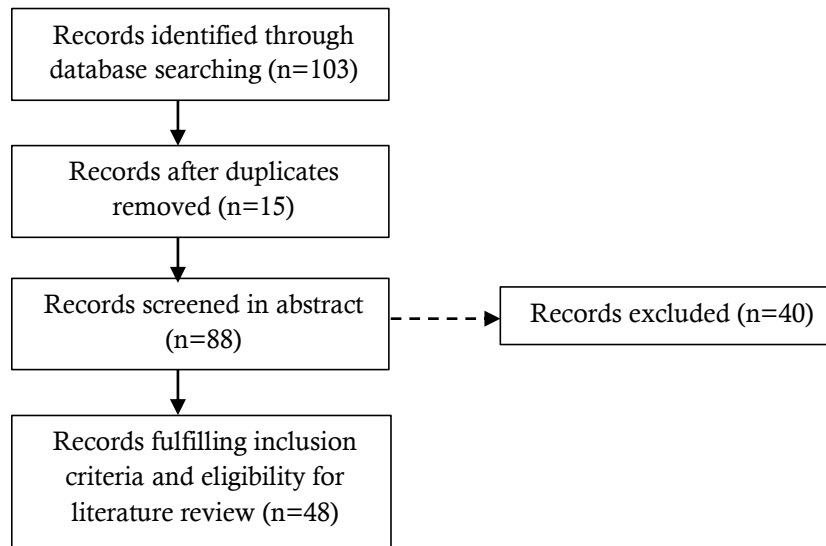 Records identified through
database searching (n=103)
Records after duplicates
removed (n=15)
Records screened in abstract
(n=88)
Records excluded (n=40)
Records fulfilling inclusion
criteria and eligibility for
literature review (n=48)